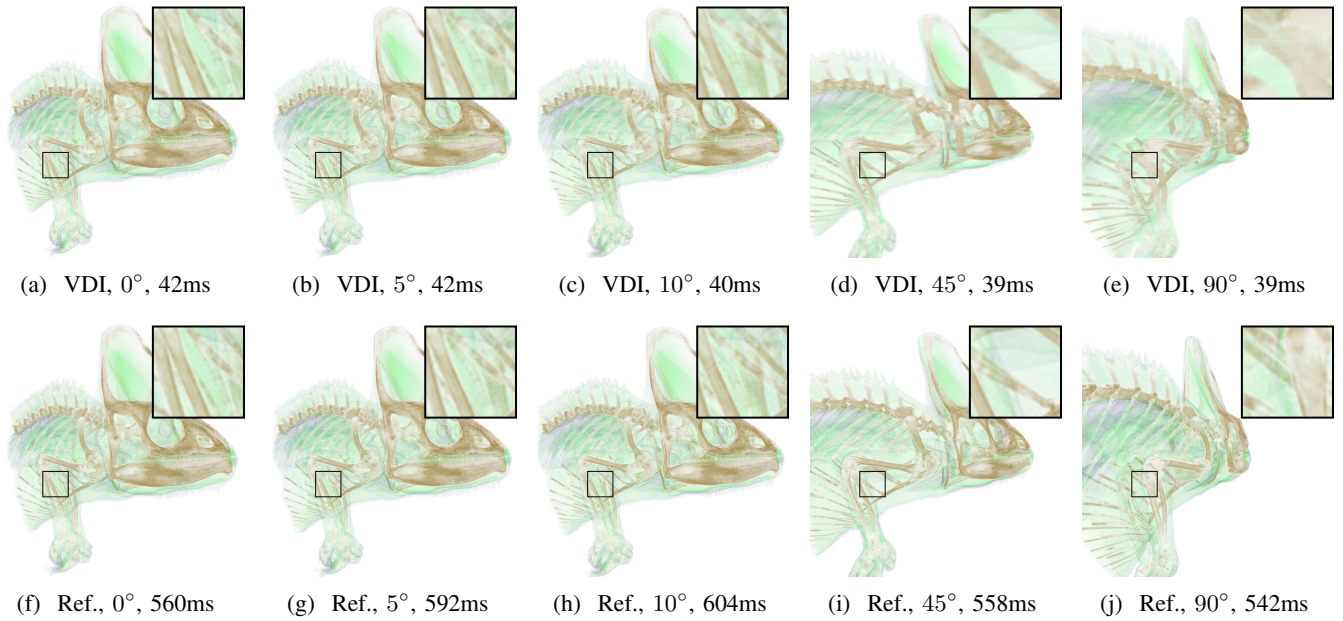 (a) VDI, 0°, 42ms
(b) VDI, 5°, 42ms
(c) VDI, 10°, 40ms
(d) VDI, 45°, 39ms
(e) VDI, 90°, 39ms
(f) Ref., 0°, 560ms
(g) Ref., 5°, 592ms
(h) Ref., 10°, 604ms
(i) Ref., 45°, 558ms
(j) Ref., 90°, 542ms